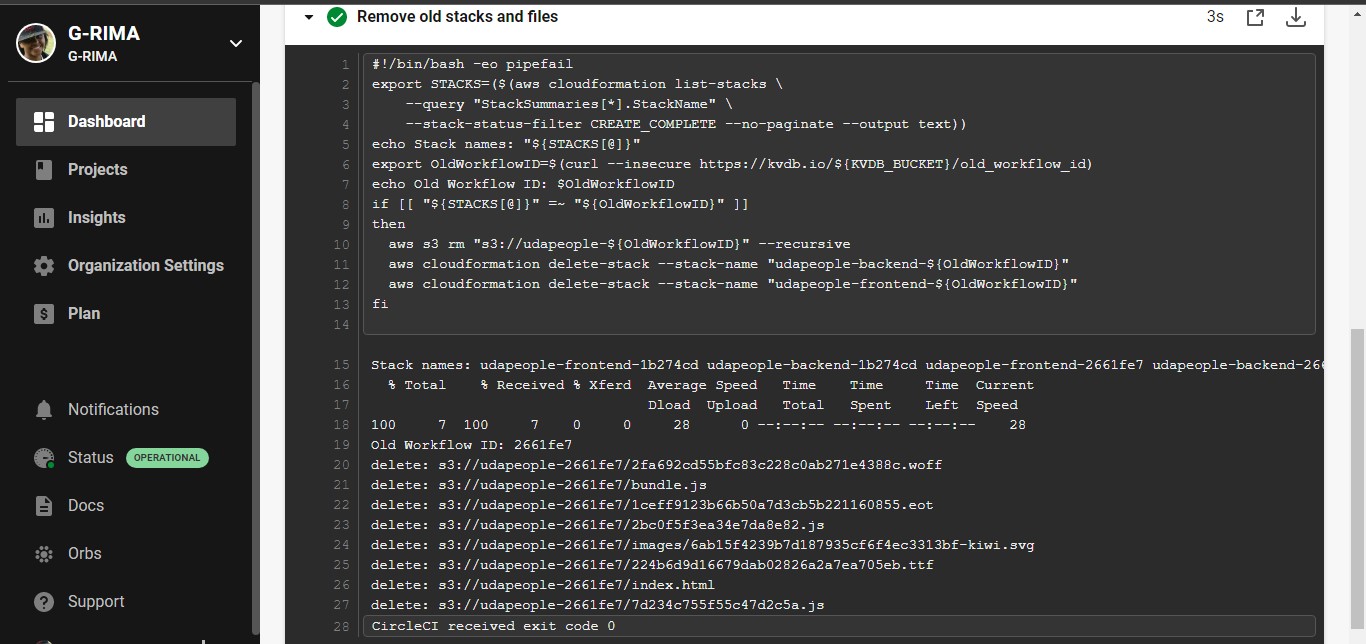 G-RIMA
G-RIMA
Dashboard
Projects
Insights
Organization Settings
Plan
Notifications
Status OPERATIONAL
Docs
Orbs
Support
Remove old stacks and files 3s
1 #!/bin/bash -eo pipefail
2 export STACKS=($(aws cloudformation list-stacks \
3 --query "StackSummaries[*].StackName" \
4 --stack-status-filter CREATE_COMPLETE --no-paginate --output text))
5 echo Stack names: "${STACKS[@]}"
6 export OldWorkflowID=$(curl --insecure https://kvdb.io/${KVDB_BUCKET}/old_workflow_id)
7 echo Old Workflow ID: $OldWorkflowID
8 if [[ "${STACKS[@]}" =~ "${OldWorkflowID}" ]]
9 then
10 aws s3 rm "s3://udapeople-${OldWorkflowID}" --recursive
11 aws cloudformation delete-stack --stack-name "udapeople-backend-${OldWorkflowID}"
12 aws cloudformation delete-stack --stack-name "udapeople-frontend-${OldWorkflowID}"
13 fi
14
15 Stack names: udapeople-frontend-1b274cd udapeople-backend-1b274cd udapeople-frontend-2661fe7 udapeople-backend-266
16 % Total % Received % Xferd Average Speed Time Time Time Current
17 Dload Upload Total Spent Left Speed
18 100 7 100 7 0 0 28 0 --:--:-- --:--:-- --:--:-- 28
19 Old Workflow ID: 2661fe7
20 delete: s3://udapeople-2661fe7/2fa692cd55bfc83c228c0ab271e4388c.woff
21 delete: s3://udapeople-2661fe7/bundle.js
22 delete: s3://udapeople-2661fe7/1ceff9123b66b50a7d3cb5b221160855.eot
23 delete: s3://udapeople-2661fe7/2bc0f5f3ea34e7da8e82.js
24 delete: s3://udapeople-2661fe7/images/6ab15f4239b7d187935cf6f4ec3313bf-kiwi.svg
25 delete: s3://udapeople-2661fe7/224b6d9d16679dab02826a2a7ea705eb.ttf
26 delete: s3://udapeople-2661fe7/index.html
27 delete: s3://udapeople-2661fe7/7d234c755f55c47d2c5a.js
28 CircleCI received exit code 0